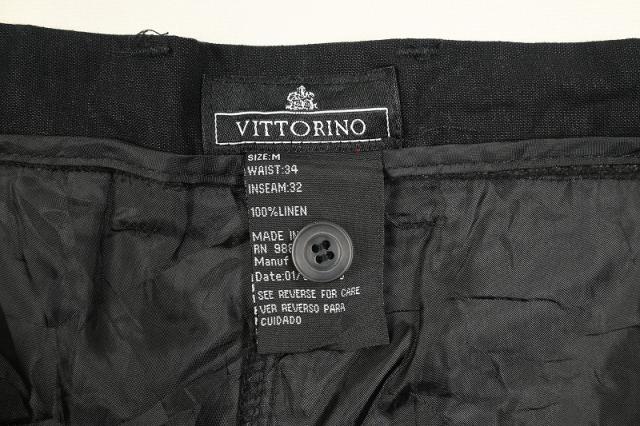 VITTORINO
SIZE:M
WAIST:34
INSEAM:32
100%LINEN
MADE IN
RN
Manuf
Date:01/
SEE REVERSE FOR CARE
VER REVERSO PARA
CUIDADO